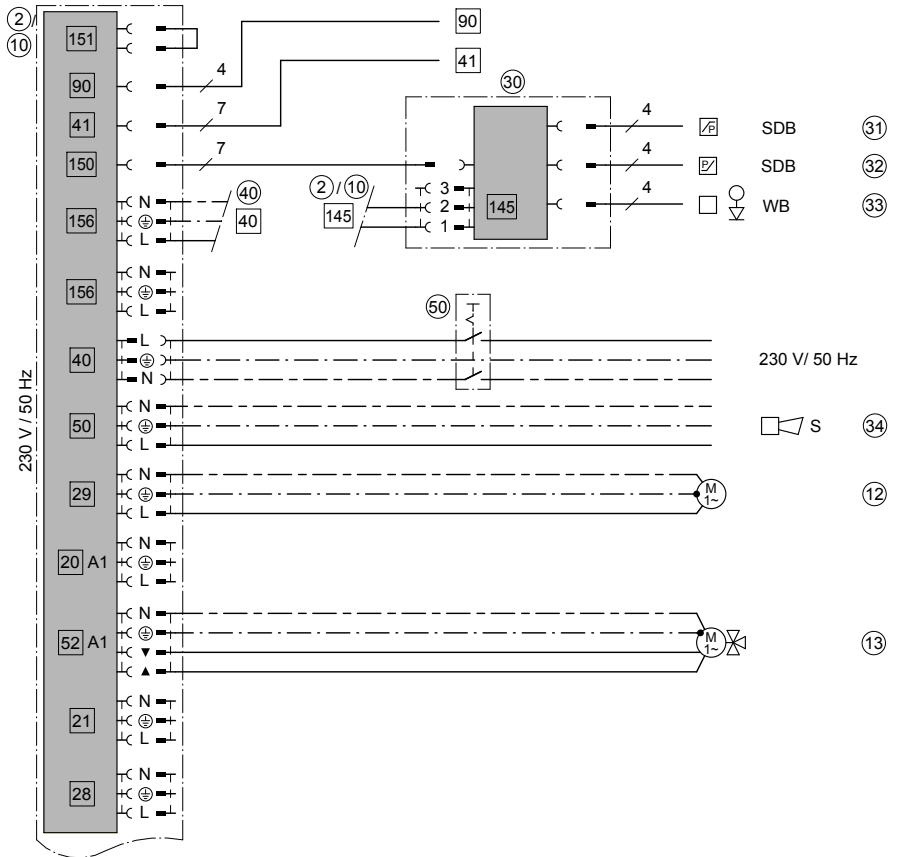 2 /
10
151
90
90
4
41
41
7
30
150
7
4
P SDB 31
4
P SDB 32
4
WB 33
2 / 10
145
3
2
1
145
156
N
L
40
40
156
N
L
50
40
L
N
230 V/ 50 Hz
230 V / 50 Hz
50
N
L
S 34
29
N
L
M
1~
12
20 A1
N
L
52 A1
N
▼
▲
M
1~
13
21
N
L
28
N
L